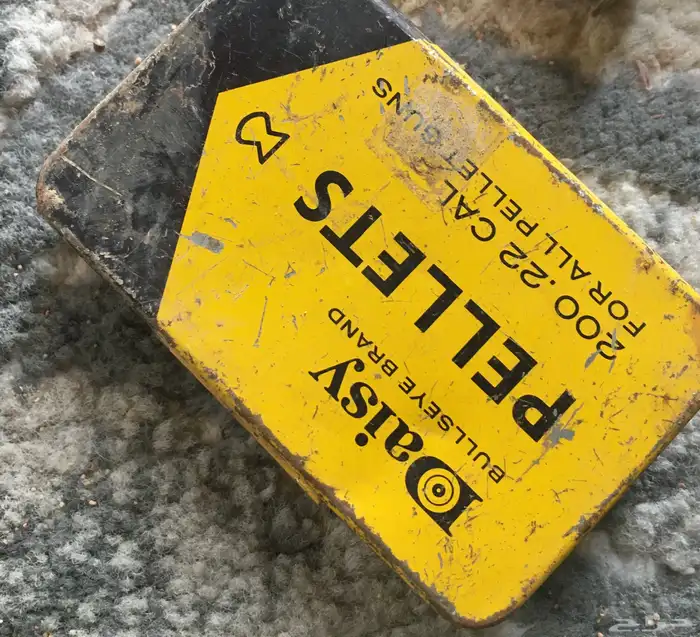 Daisy
BULLSEYE BRAND
PELLETS
200 .22 CAL
FOR ALL PELLET GUNS